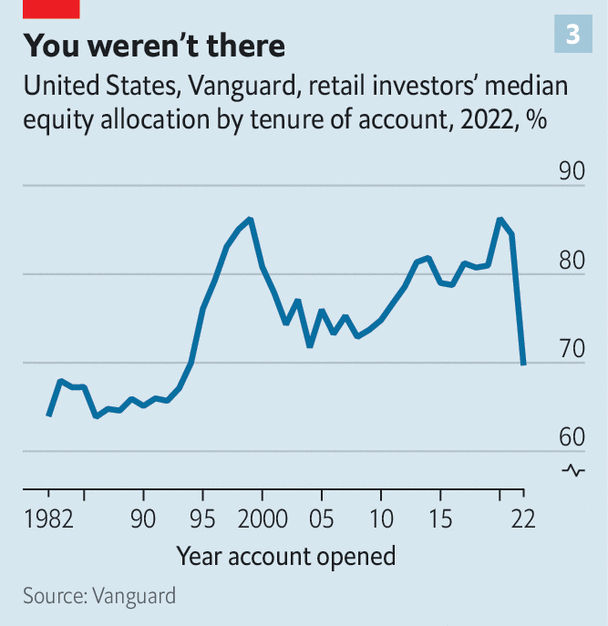 3
You weren't there
United States, Vanguard, retail investors' median
equity allocation by tenure of account, 2022, %
90
80
70
60
1982 90 95 2000 05 10 15 22
Year account opened
Source: Vanguard